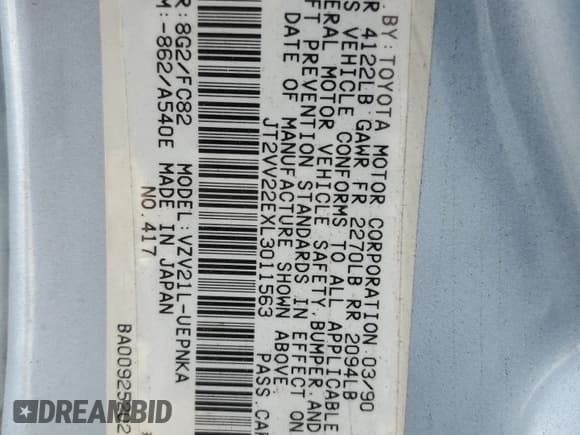 BY: TOYOTA MOTOR CORPORATION 03/90
R 4122LB GAWR FR 2270LB RR 2094LB
S VEHICLE CONFORMS TO ALL APPLICABLE
ERAL MOTOR VEHICLE SAFETY, BUMPER, AND
FT PREVENTION STANDARDS IN EFFECT ON
DATE OF MANUFACTURE SHOWN ABOVE.
JT2VV22EXL3011563 PASS.CAR
R: 8G2/FC82 MODEL: VZV21L-UEPNKA
M: -862/A540E MADE IN JAPAN
NO.417
DREAMBID